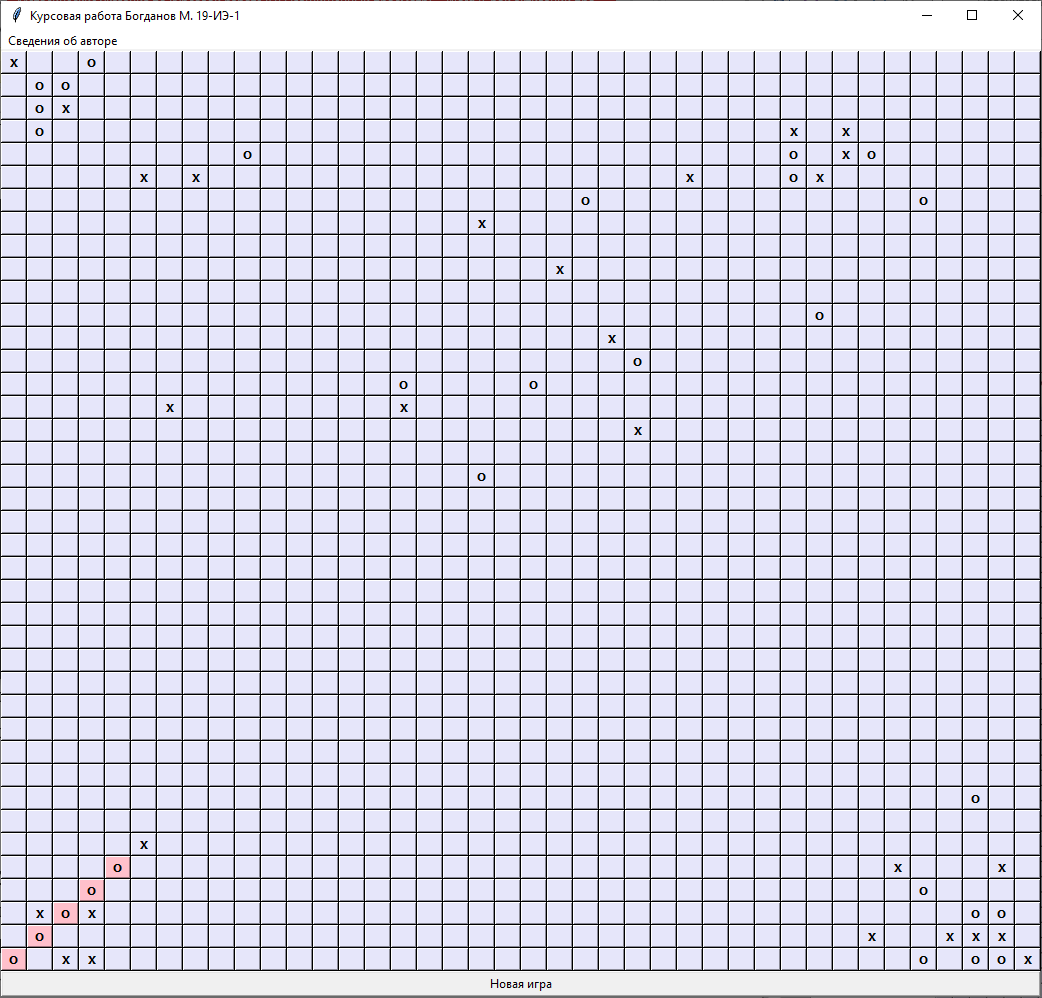 Курсовая работа Богданов М. 19-ИЭ-1
Сведения об авторе
x o
o o
o x
o x x
o o x o
x x x o x
o o
x
x
o
x
o
o o
x x
x
o
o
x
o x x
o o
x o x o o
o x x x x
o x x o o o x
Новая игра